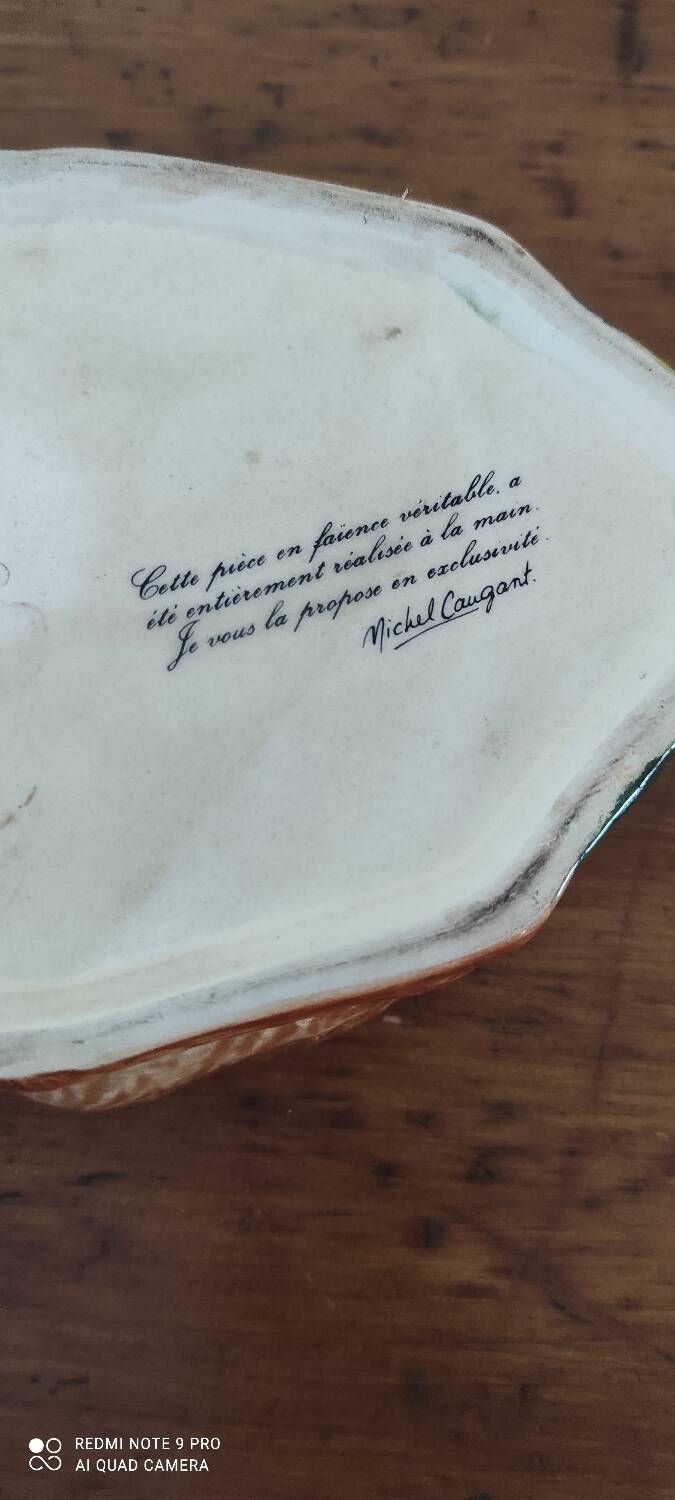 Cette pièce en faïence véritable, a
été entièrement réalisée à la main.
Je vous la propose en exclusivité.
Michel Caugant.
REDMI NOTE 9 PRO
AI QUAD CAMERA